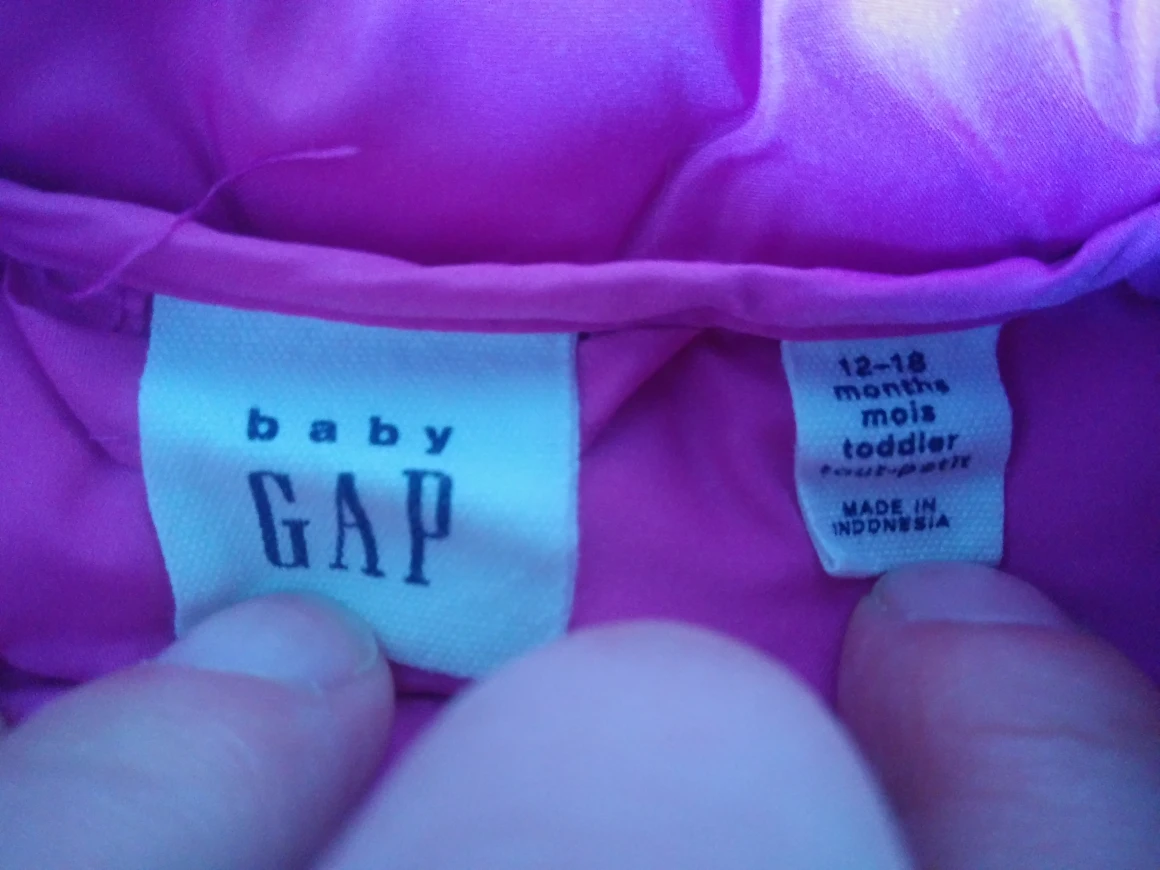 baby
GAP
12-18
months
mois
toddler
tout-petit
MADE IN
INDONESIA